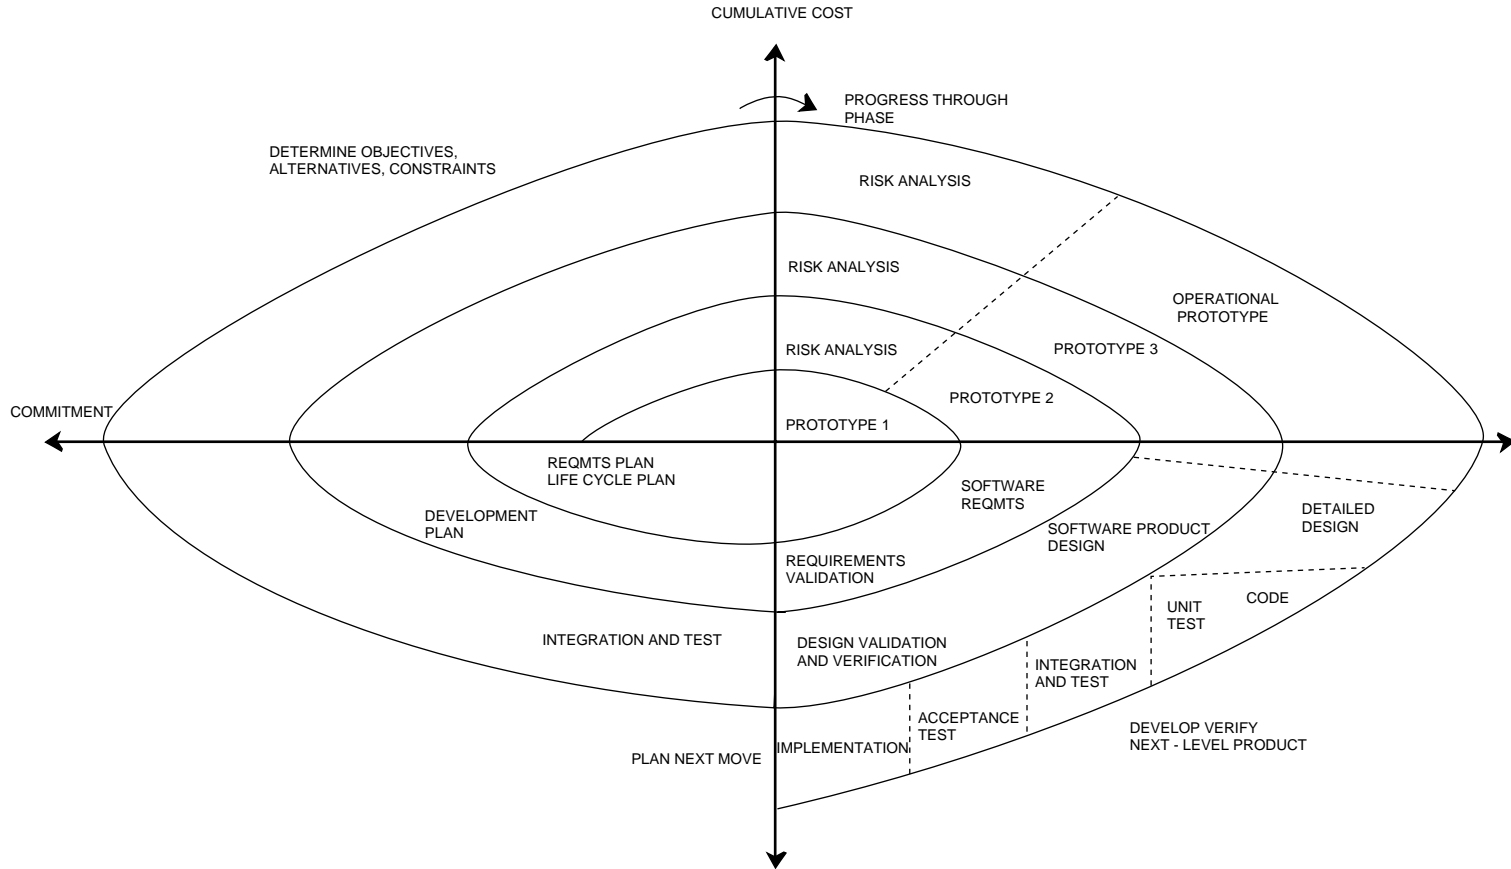 CUMULATIVE COST
PROGRESS THROUGH
PHASE
DETERMINE OBJECTIVES,
ALTERNATIVES, CONSTRAINTS
RISK ANALYSIS
RISK ANALYSIS
OPERATIONAL
PROTOTYPE
RISK ANALYSIS
PROTOTYPE 3
PROTOTYPE 2
COMMITMENT
PROTOTYPE 1
REQMTS PLAN
LIFE CYCLE PLAN
SOFTWARE
REQMTS
DEVELOPMENT
PLAN
SOFTWARE PRODUCT
DESIGN
DETAILED
DESIGN
REQUIREMENTS
VALIDATION
UNIT
TEST
CODE
INTEGRATION AND TEST
DESIGN VALIDATION
AND VERIFICATION
INTEGRATION
AND TEST
ACCEPTANCE
TEST
PLAN NEXT MOVE
IMPLEMENTATION
DEVELOP VERIFY
NEXT - LEVEL PRODUCT